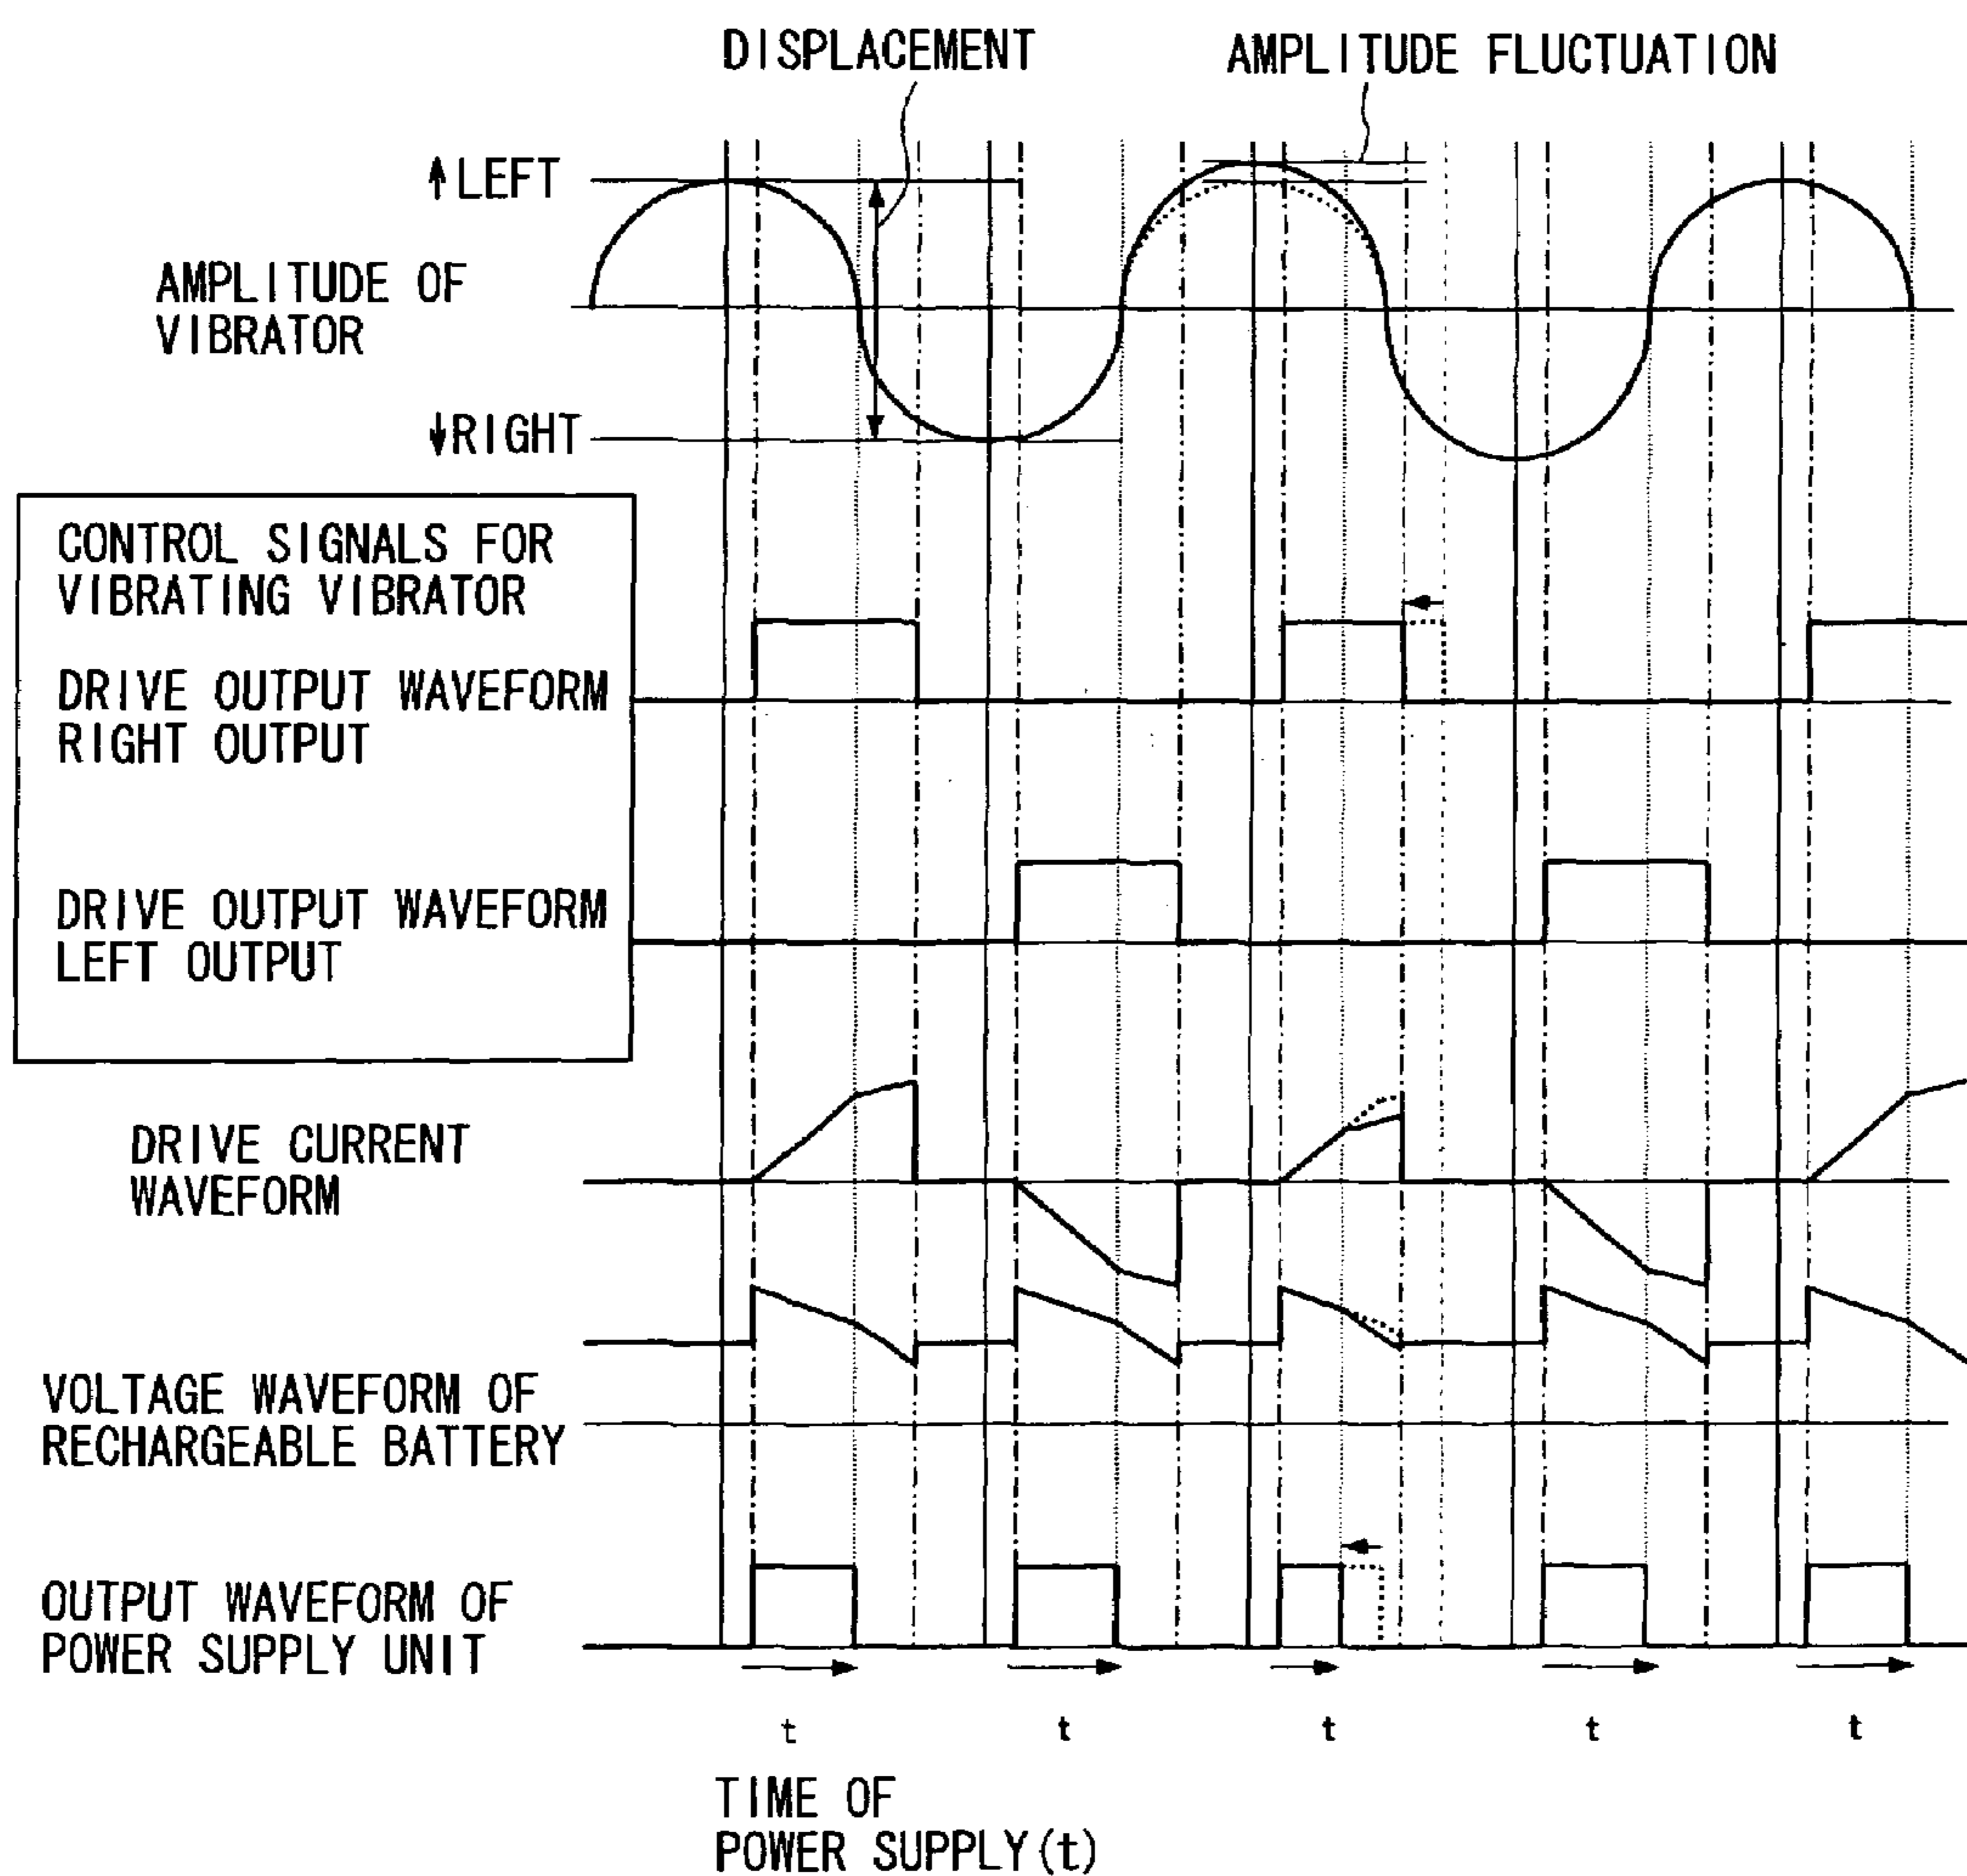 DISPLACEMENT
AMPLITUDE FLUCTUATION
↑LEFT
AMPLITUDE OF
VIBRATOR
↓RIGHT
CONTROL SIGNALS FOR
VIBRATING VIBRATOR
DRIVE OUTPUT WAVEFORM
RIGHT OUTPUT
DRIVE OUTPUT WAVEFORM
LEFT OUTPUT
DRIVE CURRENT
WAVEFORM
VOLTAGE WAVEFORM OF
RECHARGEABLE BATTERY
OUTPUT WAVEFORM OF
POWER SUPPLY UNIT
t t t t t
TIME OF
POWER SUPPLY(t)